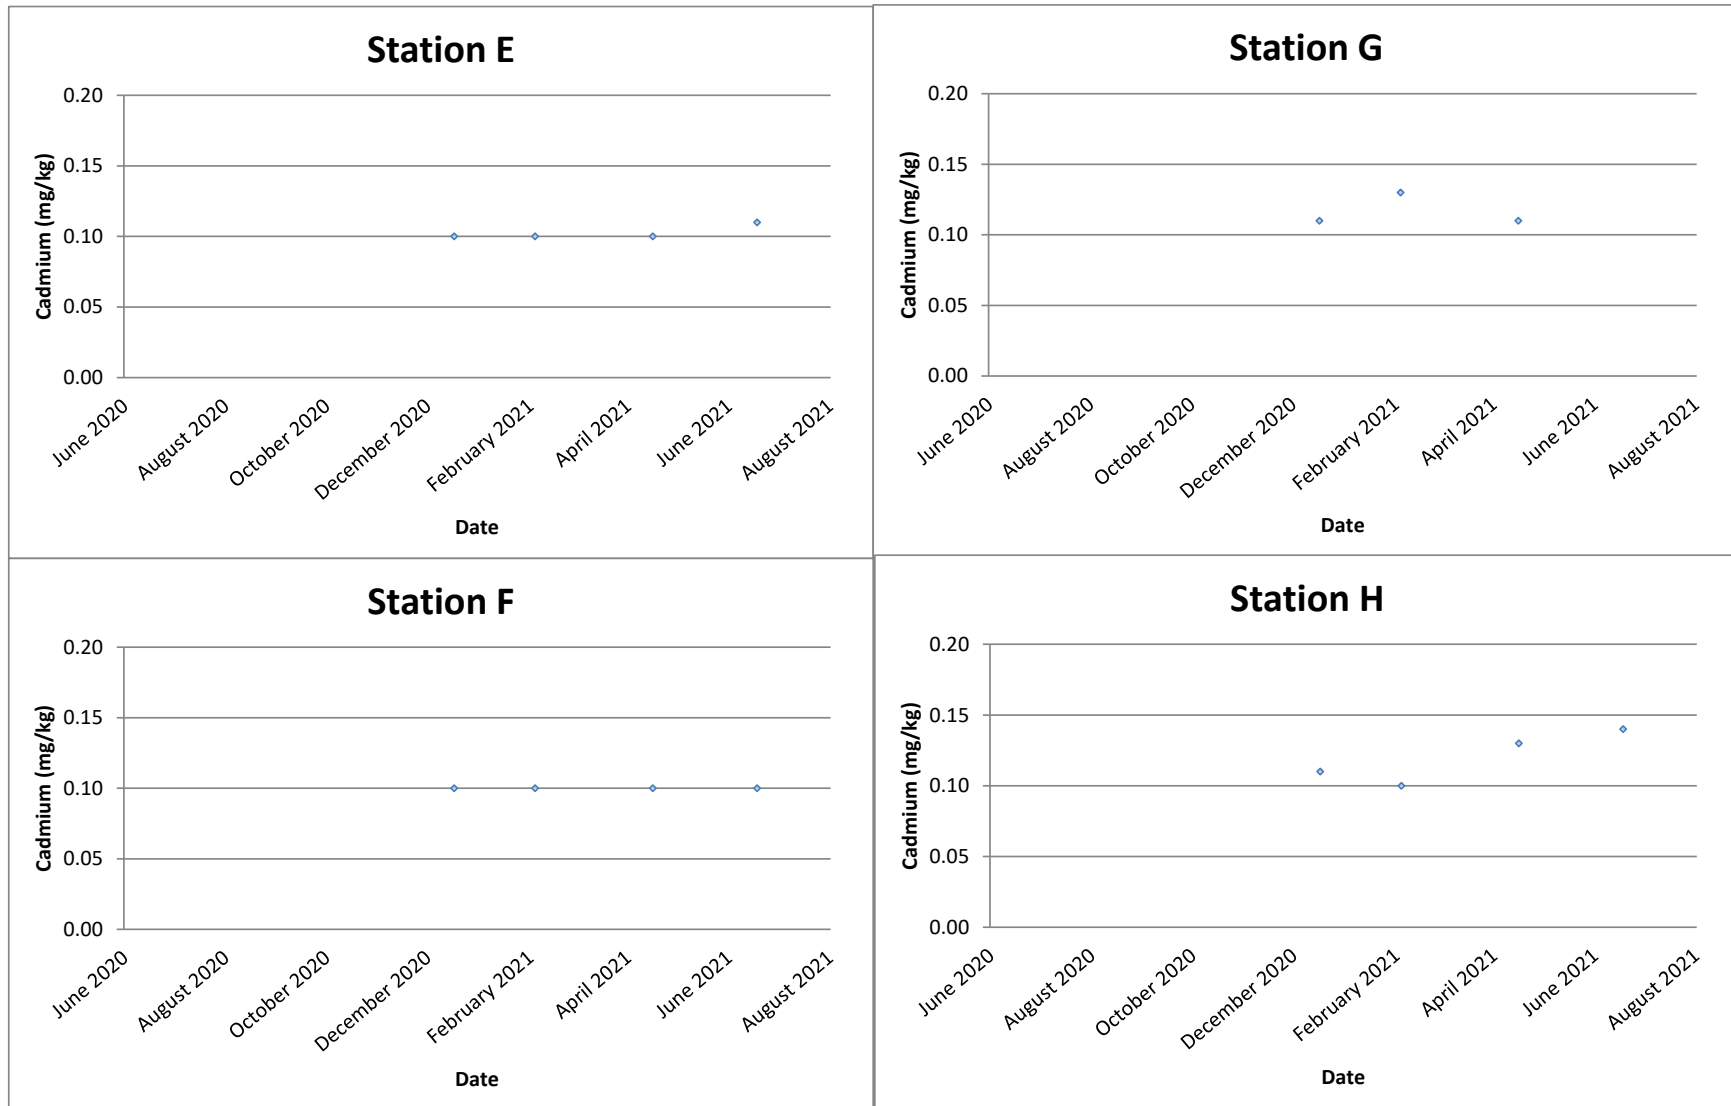 Station E
0.20
0.15
0.10
0.05
0.00
Cadmium (mg/kg)
June 2020
August 2020
October 2020
December 2020
February 2021
April 2021
June 2021
August 2021
Date
Station G
0.20
0.15
0.10
0.05
0.00
Cadmium (mg/kg)
June 2020
August 2020
October 2020
December 2020
February 2021
April 2021
June 2021
August 2021
Date
Station F
0.20
0.15
0.10
0.05
0.00
Cadmium (mg/kg)
June 2020
August 2020
October 2020
December 2020
February 2021
April 2021
June 2021
August 2021
Date
Station H
0.20
0.15
0.10
0.05
0.00
Cadmium (mg/kg)
June 2020
August 2020
October 2020
December 2020
February 2021
April 2021
June 2021
August 2021
Date